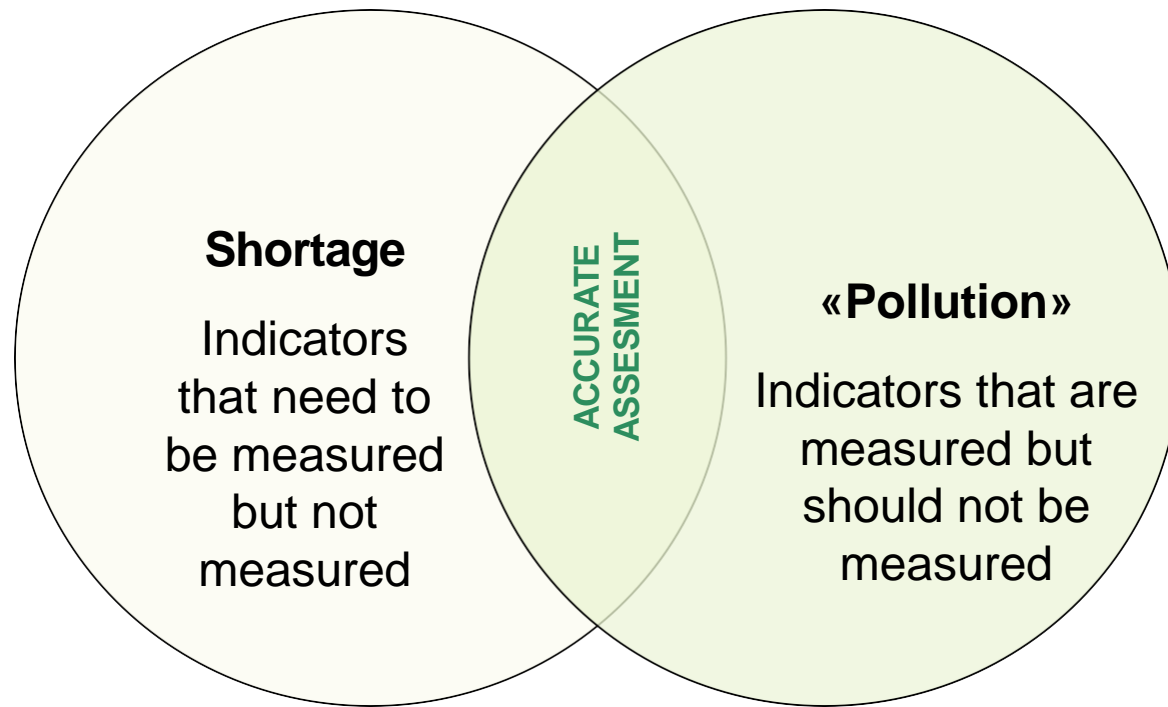 Shortage
Indicators
that need to
be measured
but not
measured
ACCURATE
ASSESMENT
«Pollution»
Indicators that are
measured but
should not be
measured